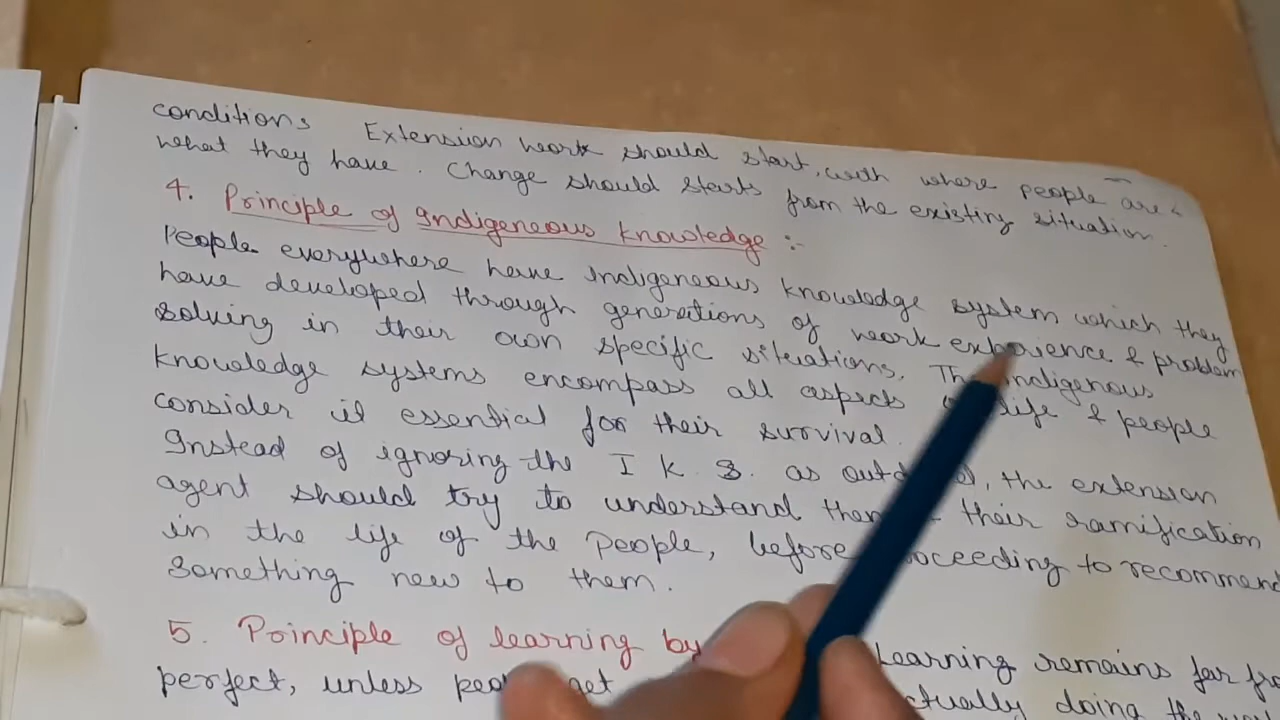 conditions Extension work should start, with where people are &
what they have. Change should starts from the existing situation.
4. Principle of indigeneous knowledge :-
People everywhere have indigeneous knowledge system which they
have developed through generations of work experience & problem
solving in their own specific situations. The indigenous
knowledge systems encompass all aspects life & people
consider it essential for their survival.
Instead of ignoring the I K S. as the extension
agent should try to understand their ramification
in the life of the people, before to recommend
something new to them.
5. Principle of learning by Learning remains far
perfect, unless get doing the